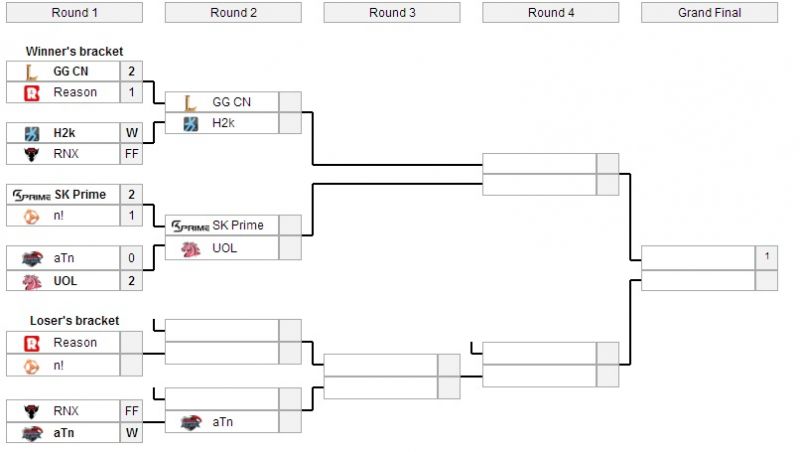 Round 1 Round 2 Round 3 Round 4 Grand Final
Winner's bracket
GG CN 2
Reason 1
GG CN
H2k
H2k W
RNX FF
SK Prime 2
n! 1
SK Prime
UOL
aTn 0
UOL 2
1
Loser's bracket
Reason
n!
RNX FF
aTn W
aTn